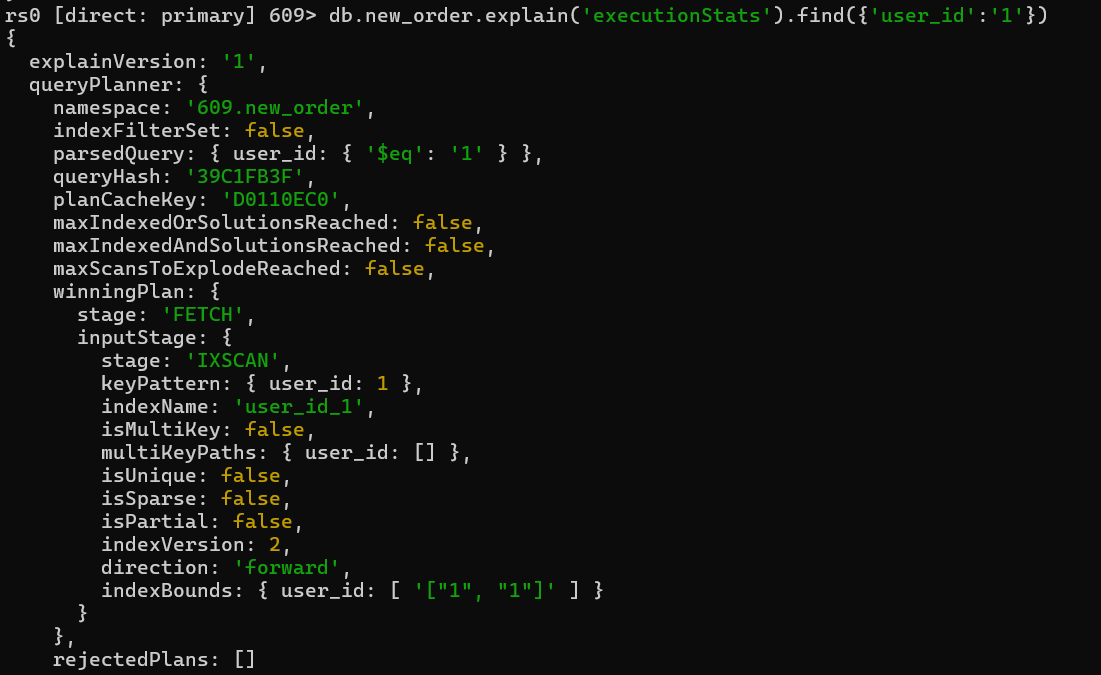 rs0 [direct: primary] 609> db.new_order.explain('executionStats').find({'user_id':'1'})
{
  explainVersion: '1',
  queryPlanner: {
    namespace: '609.new_order',
    indexFilterSet: false,
    parsedQuery: { user_id: { '$eq': '1' } },
    queryHash: '39C1FB3F',
    planCacheKey: 'D0110EC0',
    maxIndexedOrSolutionsReached: false,
    maxIndexedAndSolutionsReached: false,
    maxScansToExplodeReached: false,
    winningPlan: {
      stage: 'FETCH',
      inputStage: {
        stage: 'IXSCAN',
        keyPattern: { user_id: 1 },
        indexName: 'user_id_1',
        isMultiKey: false,
        multiKeyPaths: { user_id: [] },
        isUnique: false,
        isSparse: false,
        isPartial: false,
        indexVersion: 2,
        direction: 'forward',
        indexBounds: { user_id: [ '["1", "1"]' ] }
      }
    },
    rejectedPlans: []